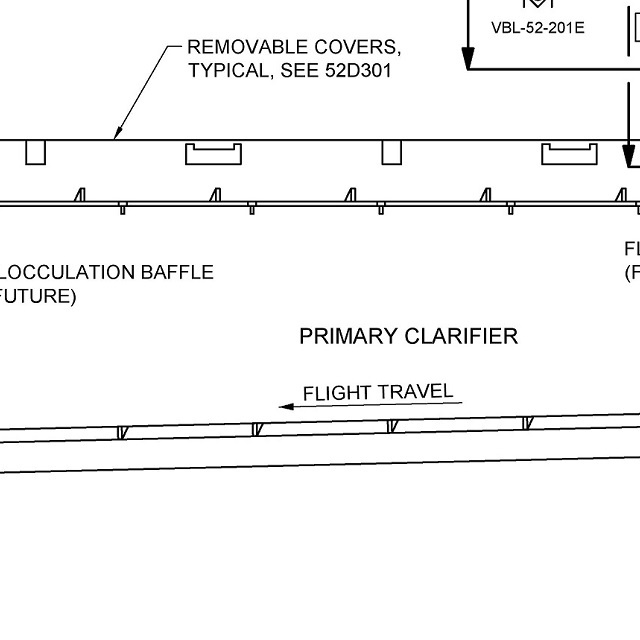 VBL-52-201E
REMOVABLE COVERS,
TYPICAL, SEE 52D301
LOCCULATION BAFFLE
FUTURE)
FL
(F
PRIMARY CLARIFIER
FLIGHT TRAVEL